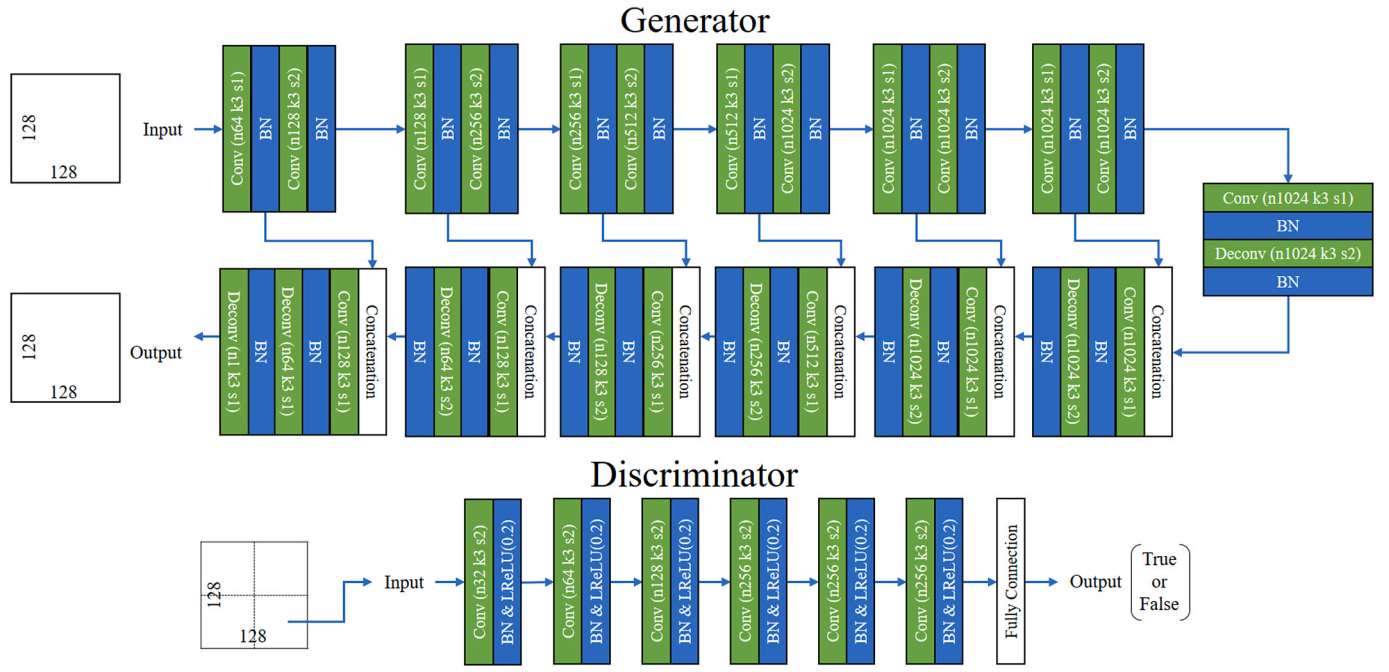 Generator
128
128
Input
Conv (n64 k3 s1)
BN
Conv (n128 k3 s2)
BN
Conv (n128 k3 s1)
BN
Conv (n256 k3 s2)
BN
Conv (n256 k3 s1)
BN
Conv (n512 k3 s2)
BN
Conv (n512 k3 s1)
BN
Conv (n1024 k3 s2)
BN
Conv (n1024 k3 s1)
BN
Conv (n1024 k3 s2)
BN
Conv (n1024 k3 s1)
BN
Conv (n1024 k3 s2)
BN
Conv (n1024 k3 s1)
BN
Deconv (n1024 k3 s2)
BN
128
128
Output
Deconv (n1 k3 s1)
BN
Deconv (n64 k3 s1)
BN
Conv (n128 k3 s1)
Concatenation
BN
Deconv (n64 k3 s2)
BN
Conv (n128 k3 s1)
Concatenation
BN
Deconv (n128 k3 s2)
BN
Conv (n256 k3 s1)
Concatenation
BN
Deconv (n256 k3 s2)
BN
Conv (n512 k3 s1)
Concatenation
BN
Deconv (n1024 k3 s2)
BN
Conv (n1024 k3 s1)
Concatenation
BN
Deconv (n1024 k3 s2)
BN
Conv (n1024 k3 s1)
Concatenation
Discriminator
128
128
Input
Conv (n32 k3 s2)
BN & LReLU(0.2)
Conv (n64 k3 s2)
BN & LReLU(0.2)
Conv (n128 k3 s2)
BN & LReLU(0.2)
Conv (n256 k3 s2)
BN & LReLU(0.2)
Conv (n256 k3 s2)
BN & LReLU(0.2)
Conv (n256 k3 s2)
BN & LReLU(0.2)
Fully Connection
Output
True
or
False